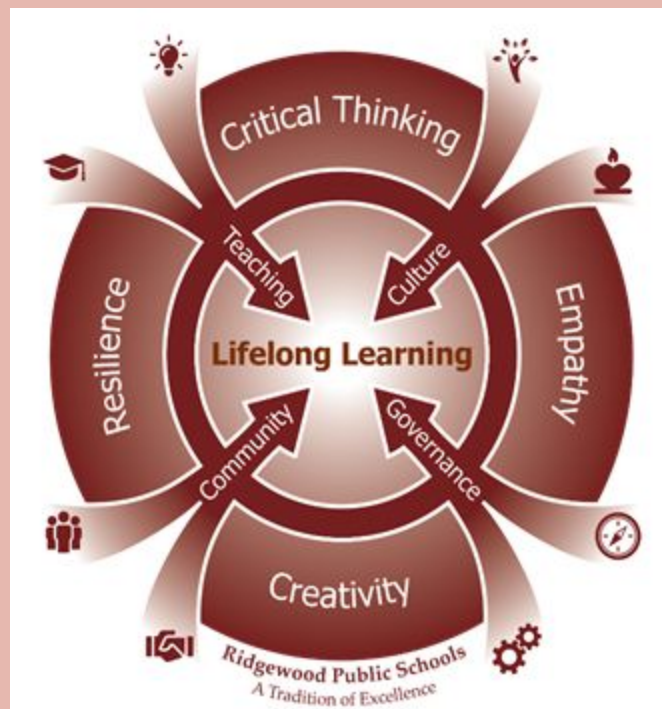 Critical Thinking
Teaching
Culture
Resilience
Lifelong Learning
Empathy
Community
Governance
Creativity
Ridgewood Public Schools
A Tradition of Excellence